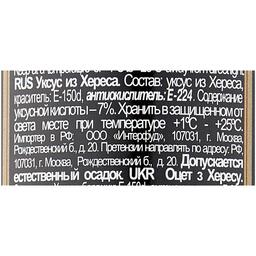 RUS Уксус из Хереса. Состав: уксус из Хереса,
краситель: E-150d, антиокислитель: E-224. Содержание
уксусной кислоты – 7%. Хранить в защищенном от
света месте при температуре +1°С - +25°С.
Импортер в РФ: ООО «Интерфуд», 107031, г. Москва,
Рождественский б., д. 20. Претензии направлять по адресу: РФ,
107031, г. Москва, Рождественский б., д. 20. Допускается
естественный осадок. UKR Оцет з Хересу.